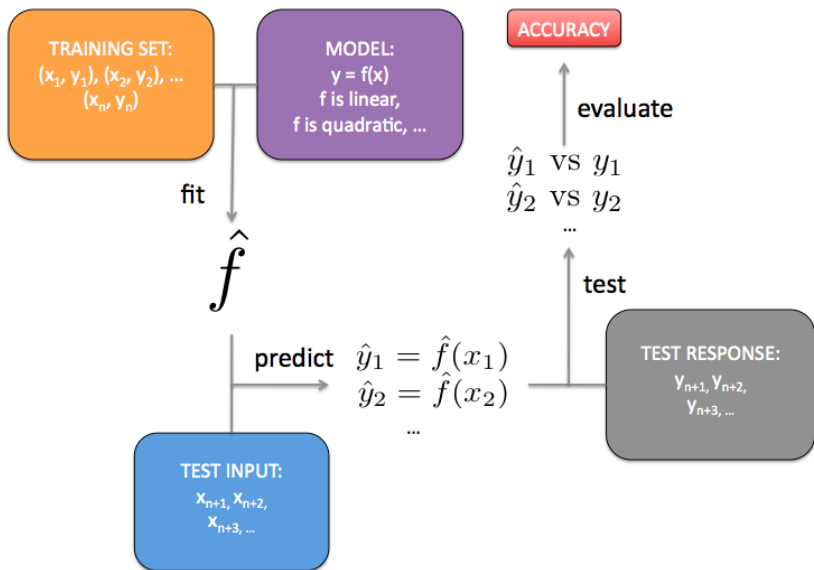 TRAINING SET:
(x₁, y₁), (x₂, y₂), ...
(xₙ, yₙ)
MODEL:
y = f(x)
f is linear,
f is quadratic, ...
ACCURACY
evaluate
ŷ₁ vs y₁
ŷ₂ vs y₂
...
fit
f̂
test
predict
ŷ₁ = f̂(x₁)
ŷ₂ = f̂(x₂)
...
TEST RESPONSE:
yₙ₊₁, yₙ₊₂,
yₙ₊₃, ...
TEST INPUT:
xₙ₊₁, xₙ₊₂,
xₙ₊₃, ...